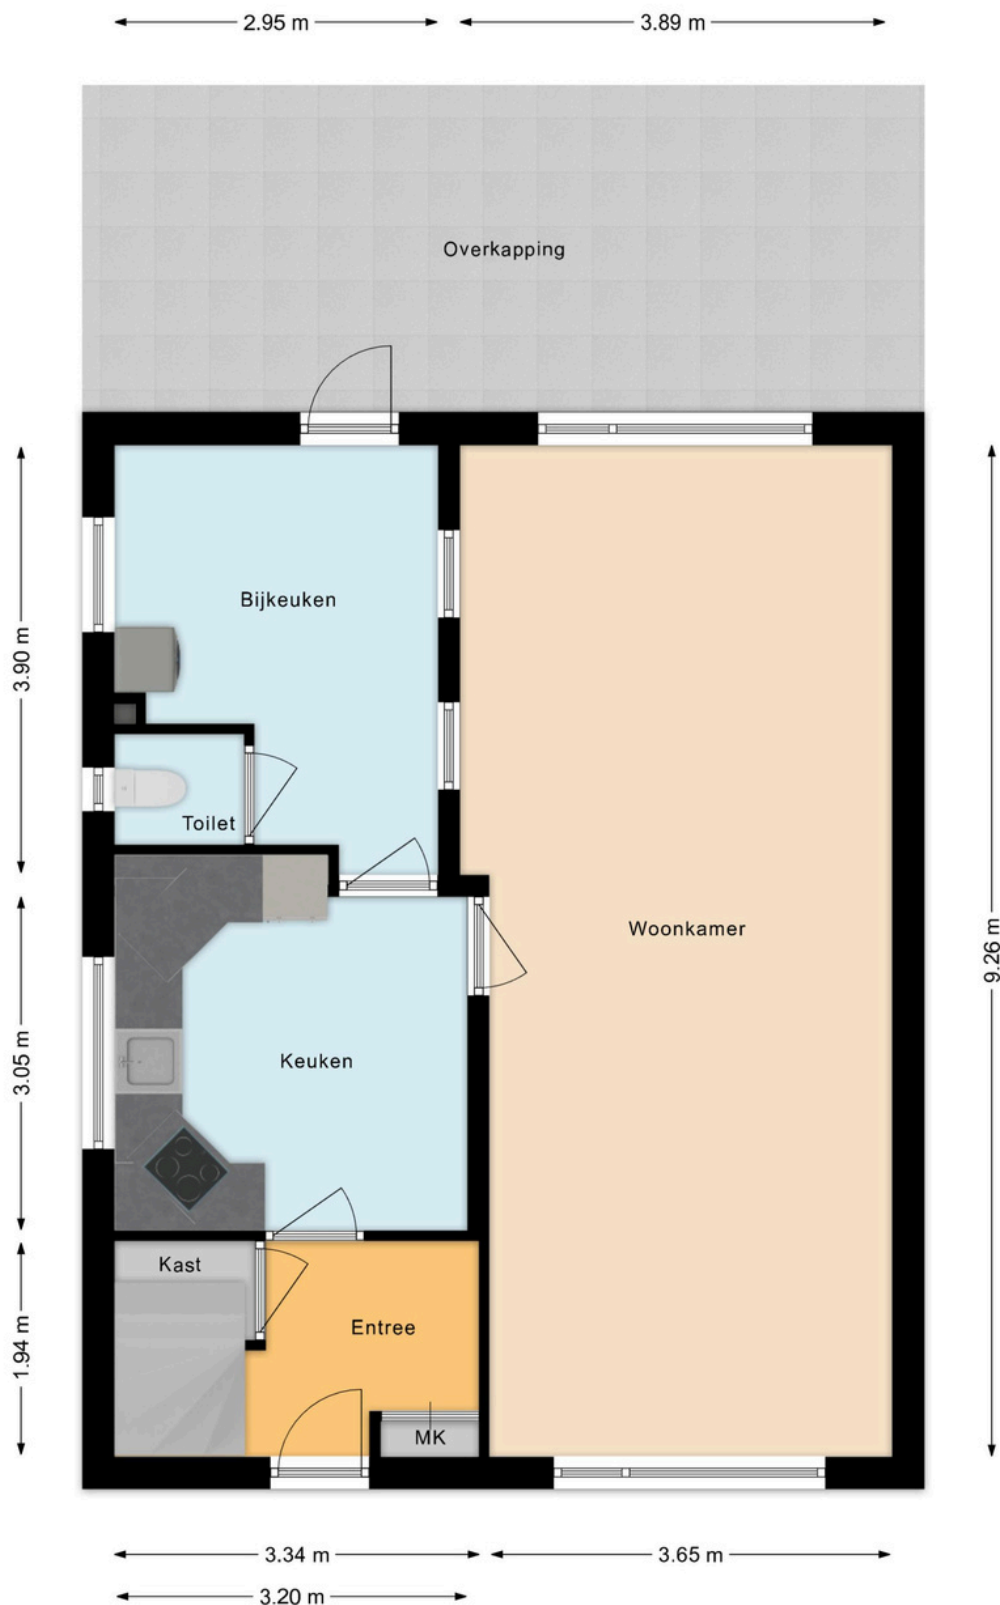 2.95 m
3.89 m
Overkapping
Bijkeuken
3.90 m
Toilet
Woonkamer
9.26 m
3.05 m
Keuken
Kast
Entree
1.94 m
MK
3.34 m
3.65 m
3.20 m